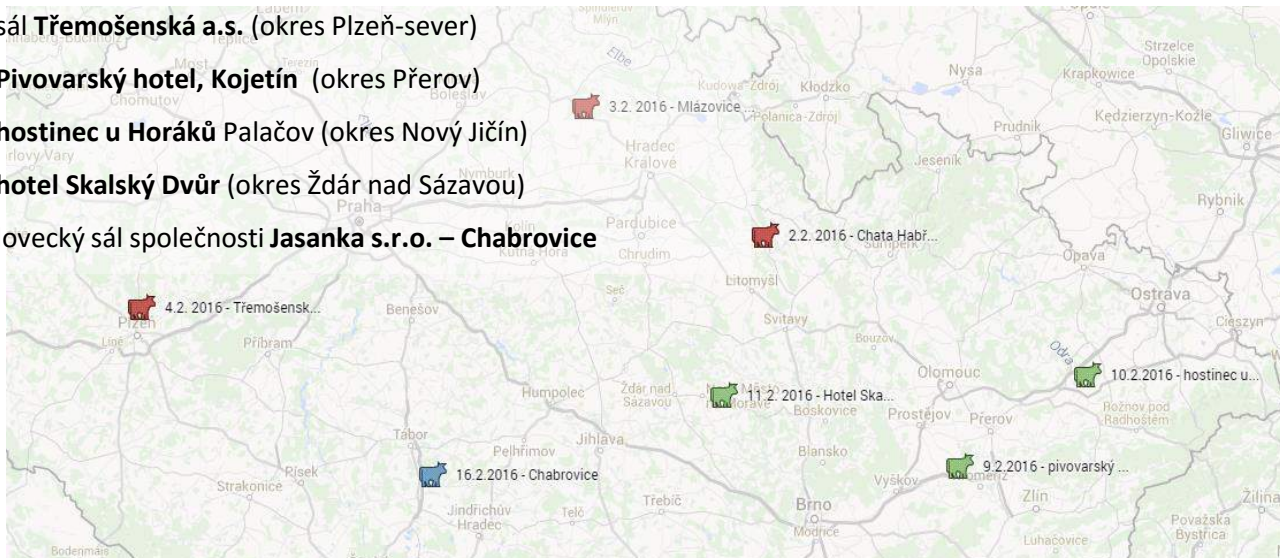 sál Třemošenská a.s. (okres Plzeň-sever)
Pivovarský hotel, Kojetín (okres Přerov)
hostinec u Horáků Palačov (okres Nový Jičín)
hotel Skalský Dvůr (okres Ždár nad Sázavou)
ovecký sál společnosti Jasanka s.r.o. – Chabrovice
3.2. 2016 - Mlázovice ...
2.2. 2016 - Chata Habř...
4.2. 2016 - Třemošensk...
10.2.2016 - hostinec u...
11.2. 2016 - Hotel Ska...
9.2.2016 - pivovarský ...
16.2.2016 - Chabrovice
Elbe
Kudowa-Zdrój
Kłodzko
Polanica-Zdrój
Nysa
Strzelce
Opolskie
Krapkowice
Kędzierzyn-Koźle
Prudnik
Gliwice
Rybnik
Jeseník
Chomutov
Most
Hradec
Králové
Nymburk
Praha
Kolín
Kutná Hora
Pardubice
Chrudim
Seč
Litomyšl
Šumperk
Opava
Ostrava
Cieszyn
Odra
Plzeň
Líně
Příbram
Benešov
Svitavy
Bouzov
Olomouc
Rožnov pod
Radhoštěm
Humpolec
Žďár nad
Sázavou
Boskovice
Prostějov
Přerov
Tábor
Pelhřimov
Jihlava
Blansko
Vyškov
Zlín
Písek
Strakonice
Jindřichův
Hradec
Telč
Třebíč
Brno
Modřice
Luhačovice
Považská
Bystrica
Žilina
Bodenmais